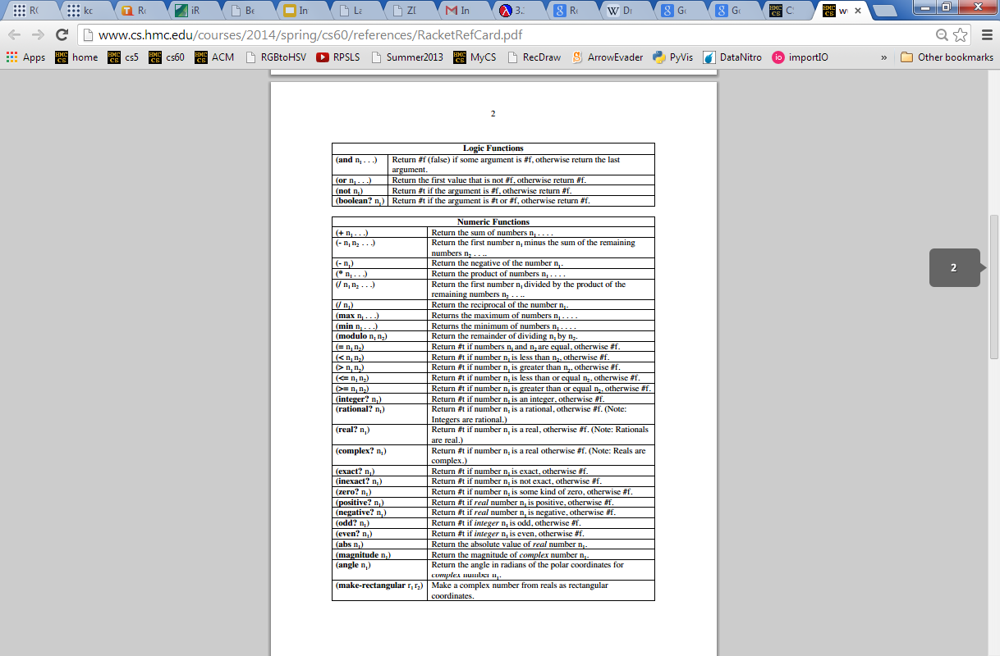 RC
kc
Rc
iR
Be
In
La
ZI
In
3.
Re
W Di
Gc
Gc
HMC CS C
HMC CS w
www.cs.hmc.edu/courses/2014/spring/cs60/references/RacketRefCard.pdf
Apps HMC CS home HMC CS cs5 HMC CS cs60 HMC CS ACM RGBtoHSV RPSLS Summer2013 HMC CS MyCS RecDraw ArrowEvader PyVis DataNitro io importIO » Other bookmarks
2
Logic Functions
(and n₁ . . .) Return #f (false) if some argument is #f, otherwise return the last
argument.
(or n₁ . . .) Return the first value that is not #f, otherwise return #f.
(not n₁) Return #t if the argument is #f, otherwise return #f.
(boolean? n₁) Return #t if the argument is #t or #f, otherwise return #f.
Numeric Functions
(+ n₁ . . .) Return the sum of numbers n₁ . . . .
(- n₁ n₂ . . .) Return the first number n₁ minus the sum of the remaining
numbers n₂ . . ..
(- n₁) Return the negative of the number n₁.
(* n₁ . . .) Return the product of numbers n₁ . . . .
(/ n₁ n₂ . . .) Return the first number n₁ divided by the product of the
remaining numbers n₂ . . ..
(/ n₁) Return the reciprocal of the number n₁.
(max n₁ . . .) Returns the maximum of numbers n₁ . . . .
(min n₁ . . .) Returns the minimum of numbers n₁ . . . .
(modulo n₁ n₂) Return the remainder of dividing n₁ by n₂.
(= n₁ n₂) Return #t if numbers n₁ and n₂ are equal, otherwise #f.
(< n₁ n₂) Return #t if number n₁ is less than n₂, otherwise #f.
(> n₁ n₂) Return #t if number n₁ is greater than n₂, otherwise #f.
(<= n₁ n₂) Return #t if number n₁ is less than or equal n₂, otherwise #f.
(>= n₁ n₂) Return #t if number n₁ is greater than or equal n₂, otherwise #f.
(integer? n₁) Return #t if number n₁ is an integer, otherwise #f.
(rational? n₁) Return #t if number n₁ is a rational, otherwise #f. (Note:
Integers are rational.)
(real? n₁) Return #t if number n₁ is a real, otherwise #f. (Note: Rationals
are real.)
(complex? n₁) Return #t if number n₁ is a real otherwise #f. (Note: Reals are
complex.)
(exact? n₁) Return #t if number n₁ is exact, otherwise #f.
(inexact? n₁) Return #t if number n₁ is not exact, otherwise #f.
(zero? n₁) Return #t if number n₁ is some kind of zero, otherwise #f.
(positive? n₁) Return #t if real number n₁ is positive, otherwise #f.
(negative? n₁) Return #t if real number n₁ is negative, otherwise #f.
(odd? n₁) Return #t if integer n₁ is odd, otherwise #f.
(even? n₁) Return #t if integer n₁ is even, otherwise #f.
(abs n₁) Return the absolute value of real number n₁.
(magnitude n₁) Return the magnitude of complex number n₁.
(angle n₁) Return the angle in radians of the polar coordinates for
complex number n₁.
(make-rectangular r₁ r₂) Make a complex number from reals as rectangular
coordinates.
2